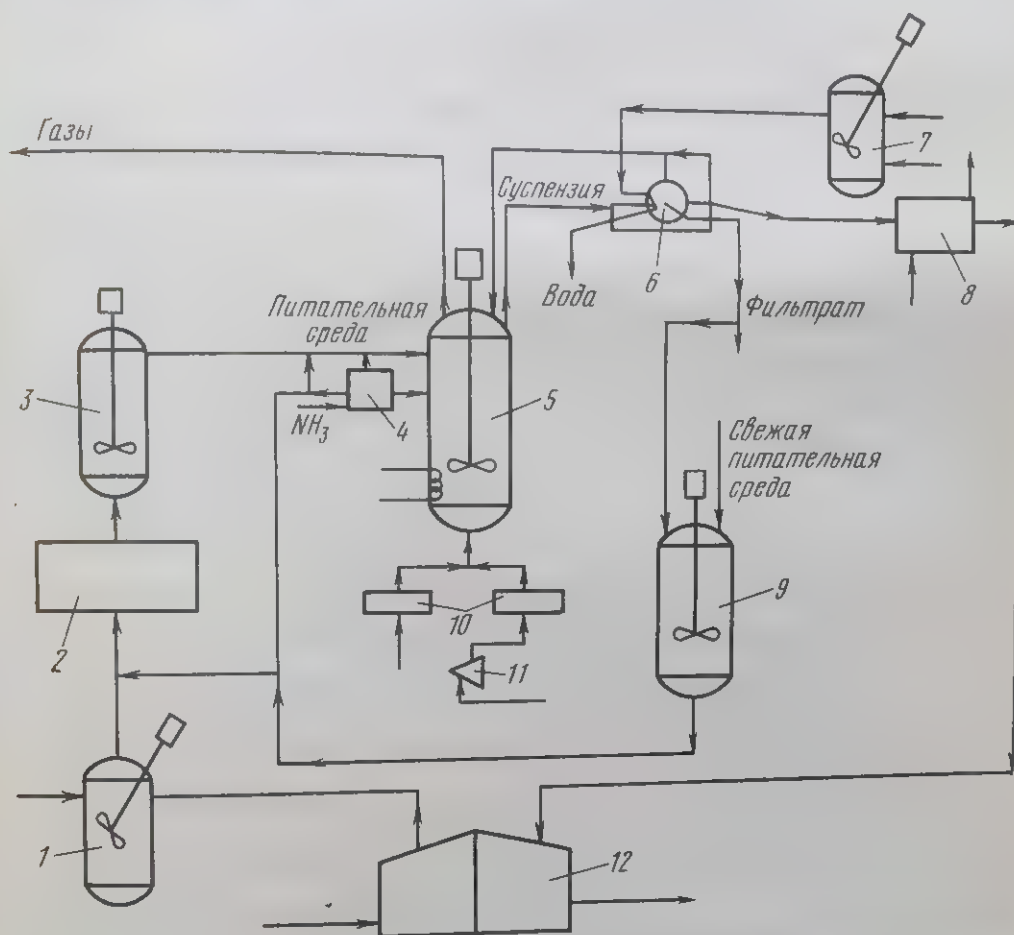 Газы
7
Суспензия
6
8
Вода
Питательная
среда
Фильтрат
3
5
NH₃
4
Свежая
питательная
среда
9
10
2
11
1
12